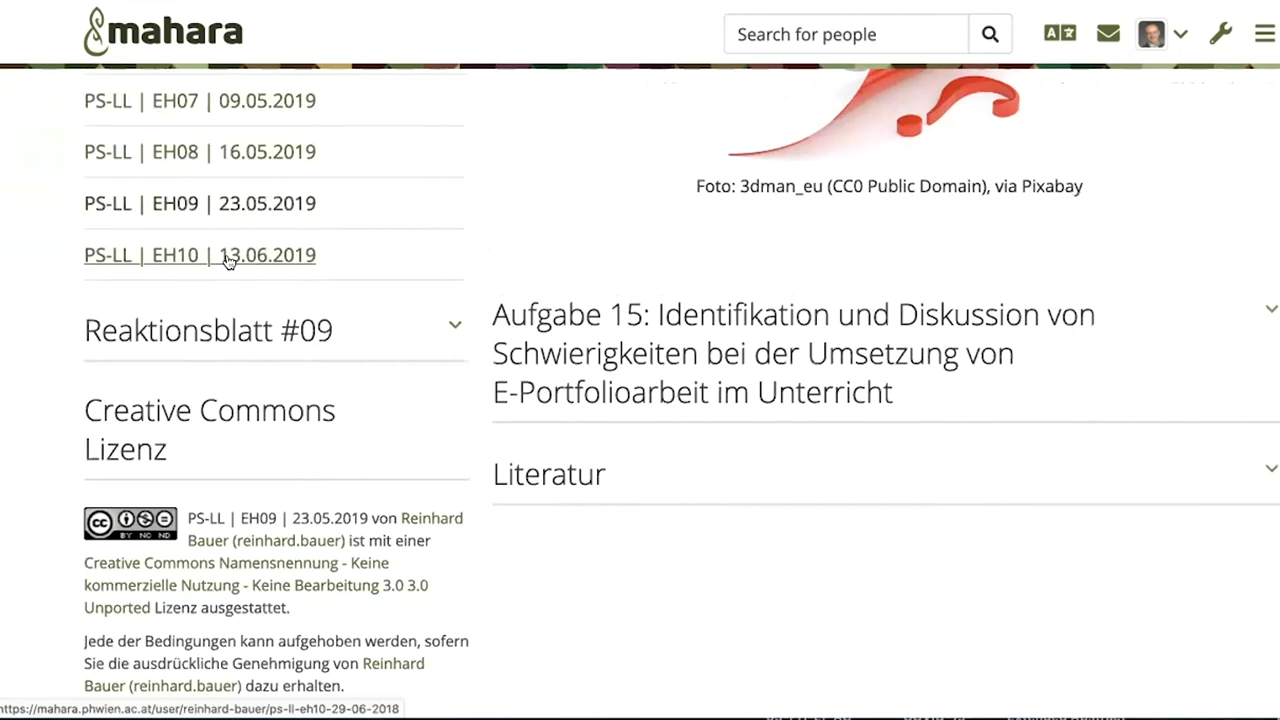 mahara
Search for people
PS-LL | EH07 | 09.05.2019
PS-LL | EH08 | 16.05.2019
PS-LL | EH09 | 23.05.2019
PS-LL | EH10 | 13.06.2019
Reaktionsblatt #09
Creative Commons
Lizenz
PS-LL | EH09 | 23.05.2019 von Reinhard
Bauer (reinhard.bauer) ist mit einer
Creative Commons Namensnennung - Keine
kommerzielle Nutzung - Keine Bearbeitung 3.0 3.0
Unported Lizenz ausgestattet.
Jede der Bedingungen kann aufgehoben werden, sofern
Sie die ausdrückliche Genehmigung von Reinhard
Bauer (reinhard.bauer) dazu erhalten.
Foto: 3dman_eu (CC0 Public Domain), via Pixabay
Aufgabe 15: Identifikation und Diskussion von
Schwierigkeiten bei der Umsetzung von
E-Portfolioarbeit im Unterricht
Literatur
cc BY NC ND
https://mahara.phwien.ac.at/user/reinhard-bauer/ps-ll-eh10-29-06-2018